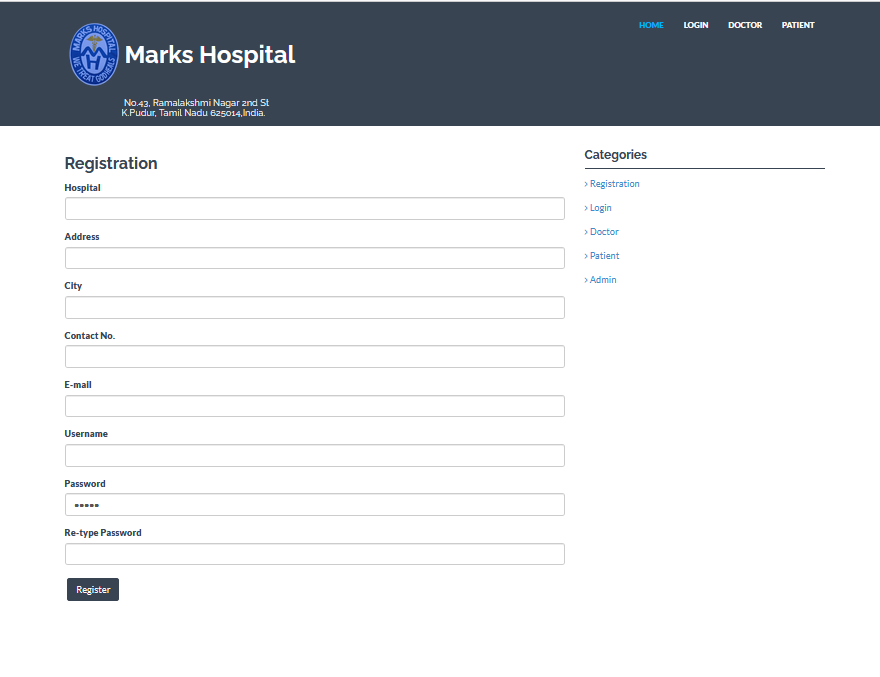 HOME LOGIN DOCTOR PATIENT
MARKS HOSPITAL
WE TREAT GOD HEALS
Marks Hospital
No.43, Ramalakshmi Nagar 2nd St
K.Pudur, Tamil Nadu 625014,India.
Registration
Hospital
Address
City
Contact No.
E-mail
Username
Password
•••••
Re-type Password
Register
Categories
› Registration
› Login
› Doctor
› Patient
› Admin